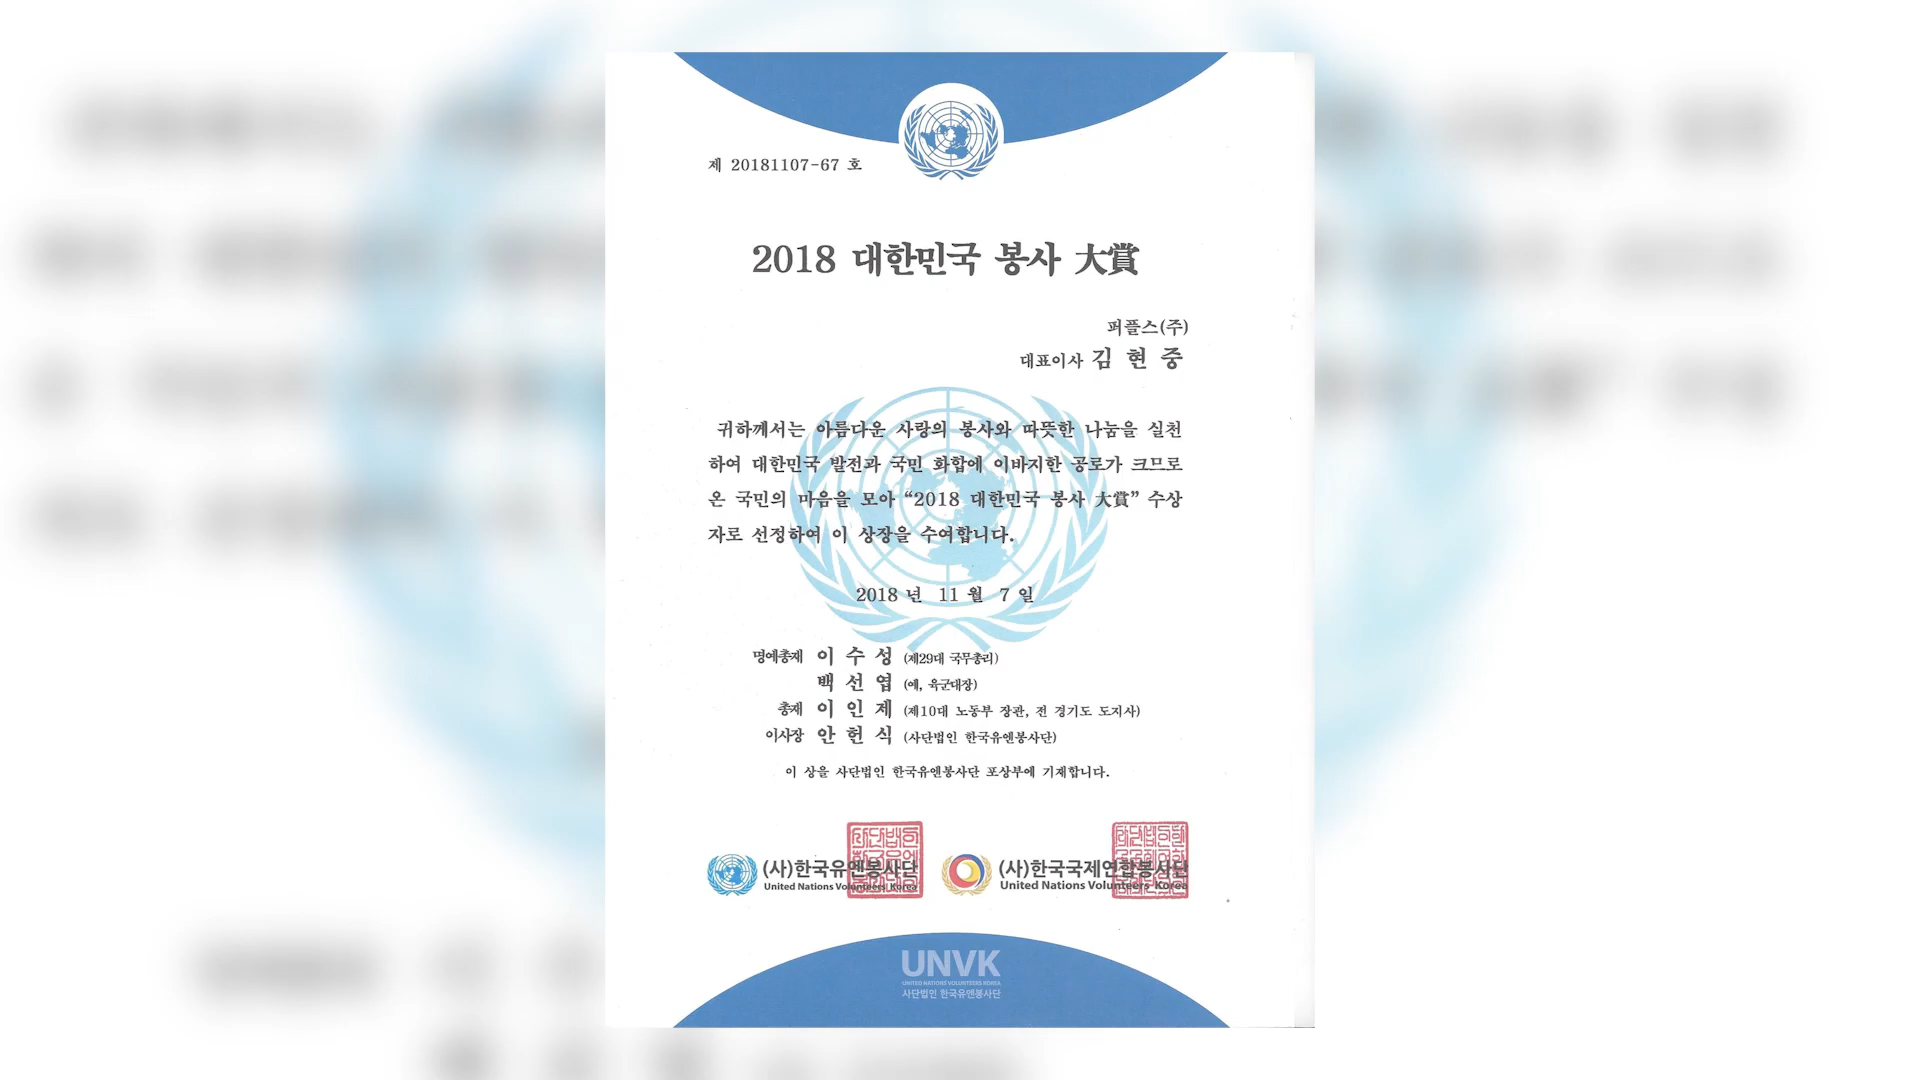 제 20181107-67 호
2018 대한민국 봉사 大賞
퍼플스(주)
대표이사 김 현 중
귀하께서는 아름다운 사랑의 봉사와 따뜻한 나눔을 실천
하여 대한민국 발전과 국민 화합에 이바지한 공로가 크므로
온 국민의 마음을 모아 “2018 대한민국 봉사 大賞” 수상
자로 선정하여 이 상장을 수여합니다.
2018 년 11 월 7 일
명예총재 이 수 성 (제29대 국무총리)
백 선 엽 (예, 육군대장)
총재 이 인 제 (제10대 노동부 장관, 전 경기도 도지사)
이사장 안 헌 식 (사단법인 한국유엔봉사단)
이 상을 사단법인 한국유엔봉사단 포상부에 기재합니다.
(사)한국유엔봉사단
United Nations Volunteers Korea
(사)한국국제연합봉사단
United Nations Volunteers Korea
UNVK
UNITED NATIONS VOLUNTEERS KOREA
사단법인 한국유엔봉사단